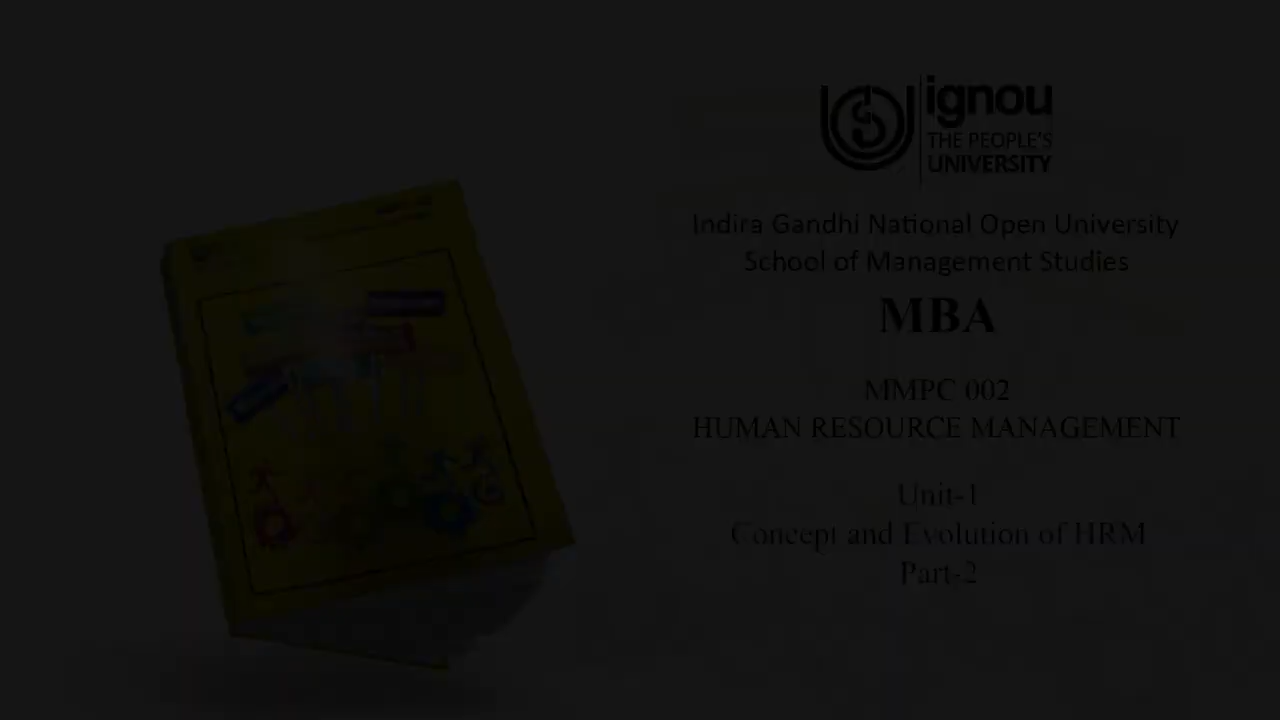 ignou
THE PEOPLE'S
UNIVERSITY
Indira Gandhi National Open University
School of Management Studies
MBA
MMPC 002
HUMAN RESOURCE MANAGEMENT
Unit-1
Concept and Evolution of HRM
Part-2